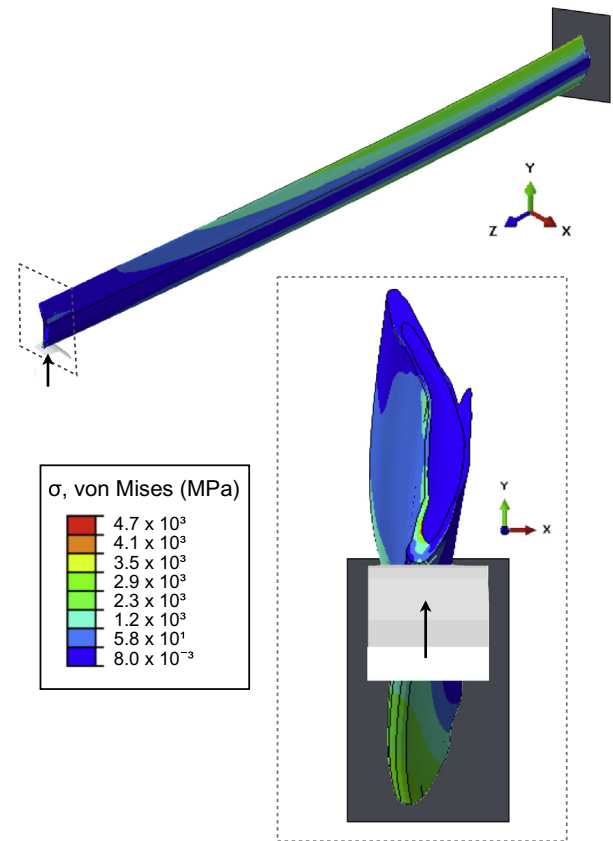 Y
Z
X
σ, von Mises (MPa)
4.7 x 10³
4.1 x 10³
3.5 x 10³
2.9 x 10³
2.3 x 10³
1.2 x 10³
5.8 x 10¹
8.0 x 10⁻³
Y
X